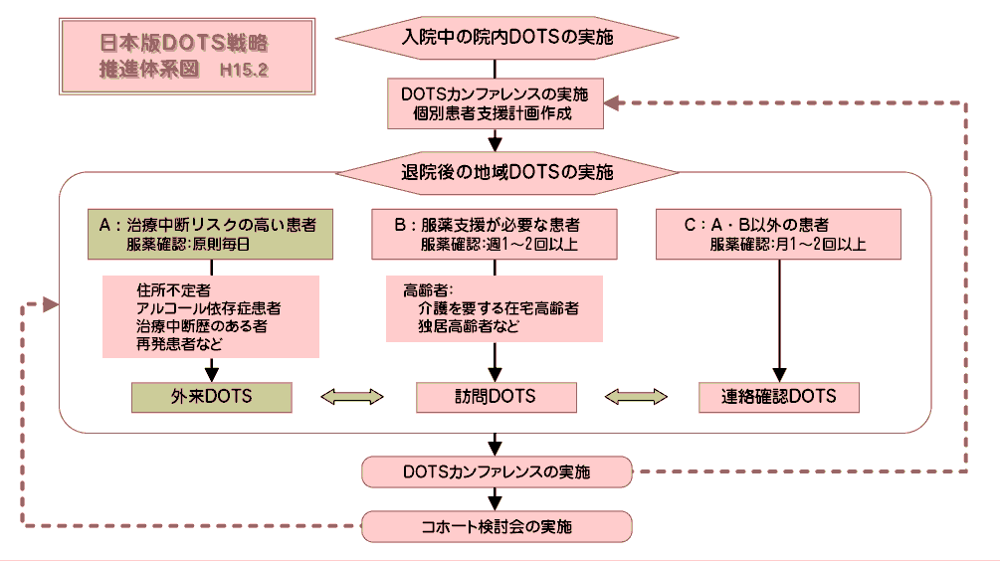 日本版DOTS戦略
推進体系図 H15.2
入院中の院内DOTSの実施
DOTSカンファレンスの実施
個別患者支援計画作成
退院後の地域DOTSの実施
A：治療中断リスクの高い患者
服薬確認：原則毎日
B：服薬支援が必要な患者
服薬確認：週1～2回以上
C：A・B以外の患者
服薬確認：月1～2回以上
住所不定者
アルコール依存症患者
治療中断歴のある者
再発患者など
高齢者：
介護を要する在宅高齢者
独居高齢者など
外来DOTS
訪問DOTS
連絡確認DOTS
DOTSカンファレンスの実施
コホート検討会の実施